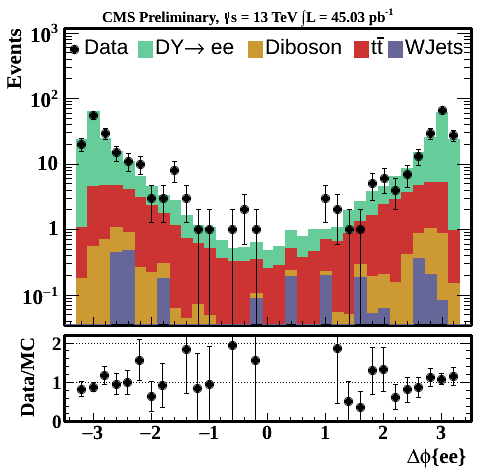 CMS Preliminary, √s = 13 TeV ∫L = 45.03 pb⁻¹
Events
10³
Data DY→ ee Diboson tt̄ WJets
10²
10
1
10⁻¹
Data/MC
2
1
0
−3 −2 −1 0 1 2 3
Δϕ{ee}